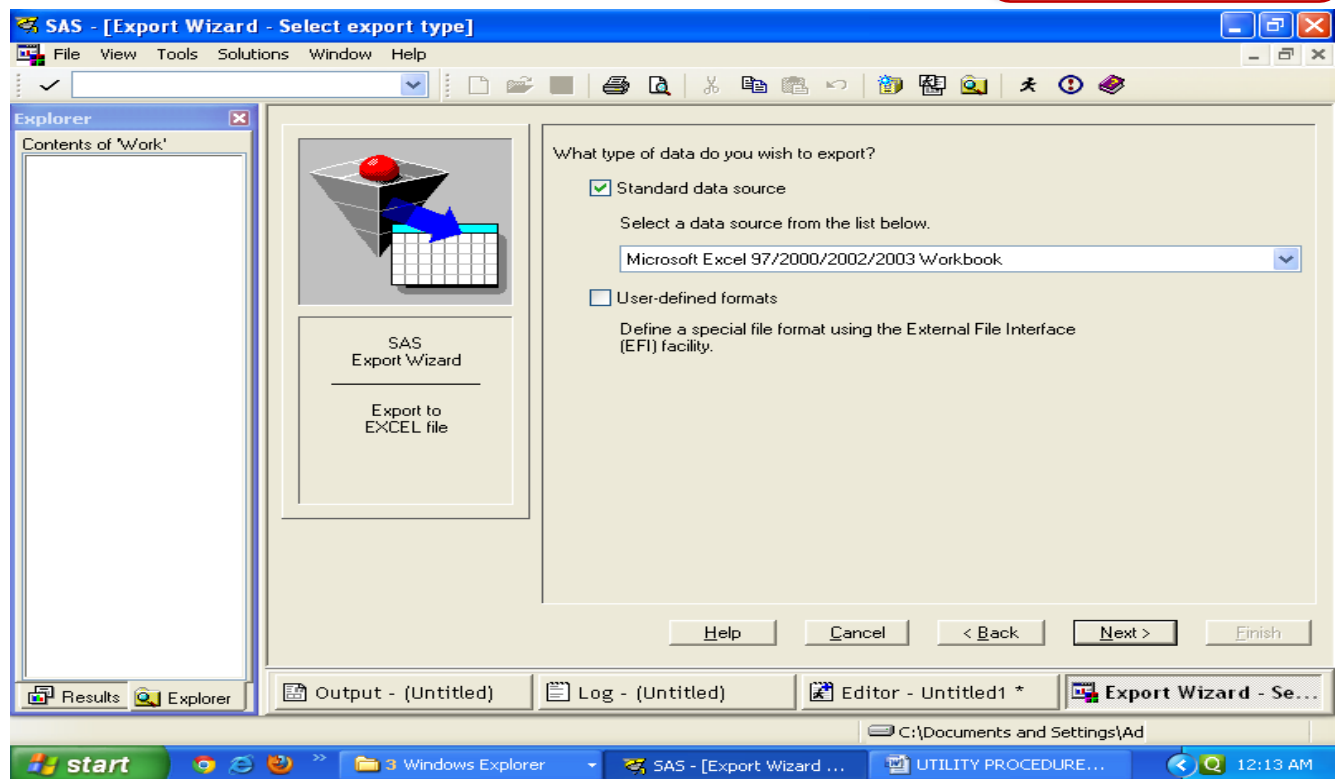 SAS - [Export Wizard - Select export type]
File View Tools Solutions Window Help
Explorer
Contents of 'Work'
What type of data do you wish to export?
Standard data source
Select a data source from the list below.
Microsoft Excel 97/2000/2002/2003 Workbook
User-defined formats
Define a special file format using the External File Interface
(EFI) facility.
SAS
Export Wizard
Export to
EXCEL file
Help Cancel < Back Next > Finish
Results Explorer
Output - (Untitled) Log - (Untitled) Editor - Untitled1 * Export Wizard - Se...
C:\Documents and Settings\Ad
start 3 Windows Explorer SAS - [Export Wizard ... UTILITY PROCEDURE... 12:13 AM